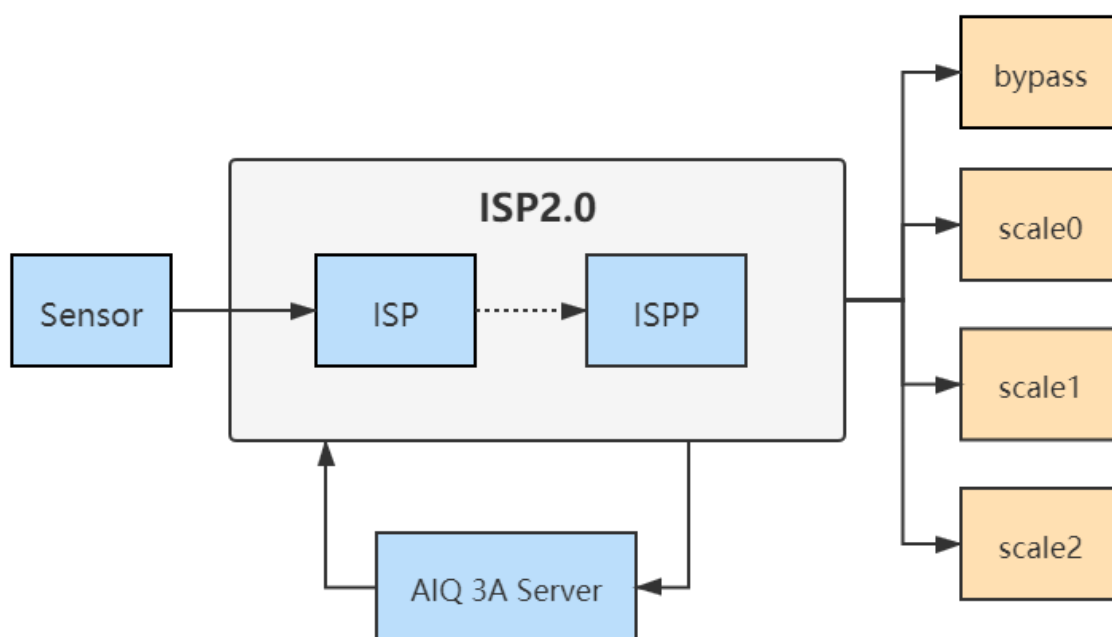 bypass
ISP2.0
scale0
Sensor
ISP
ISPP
scale1
AIQ 3A Server
scale2